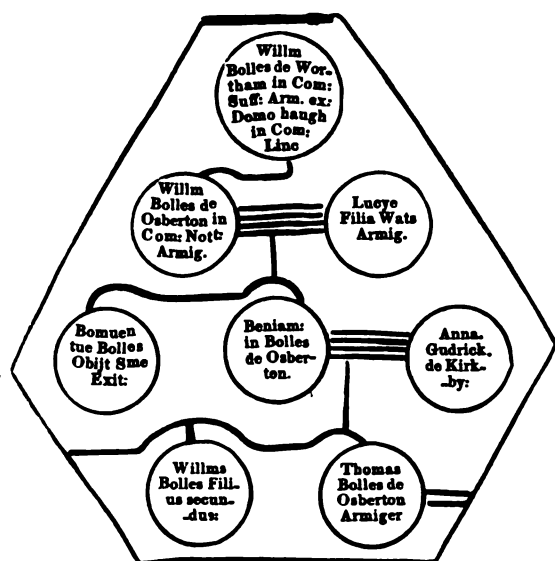 Willm
Bolles de Wor-
tham in Com:
Suff: Arm. ex:
Domo haugh
in Com:
Linc
Willm
Bolles de
Osberton in
Com: Nott:
Armig.
Lucye
Filia Wats
Armig.
Bomuen
tue Bolles
Obijt Sme
Exit:
Beniam:
in Bolles
de Osber-
ton.
Anna.
Gudrick.
de Kirk-
-by:
Willms
Bolles Fili-
us secun-
-dus:
Thomas
Bolles de
Osberton
Armiger